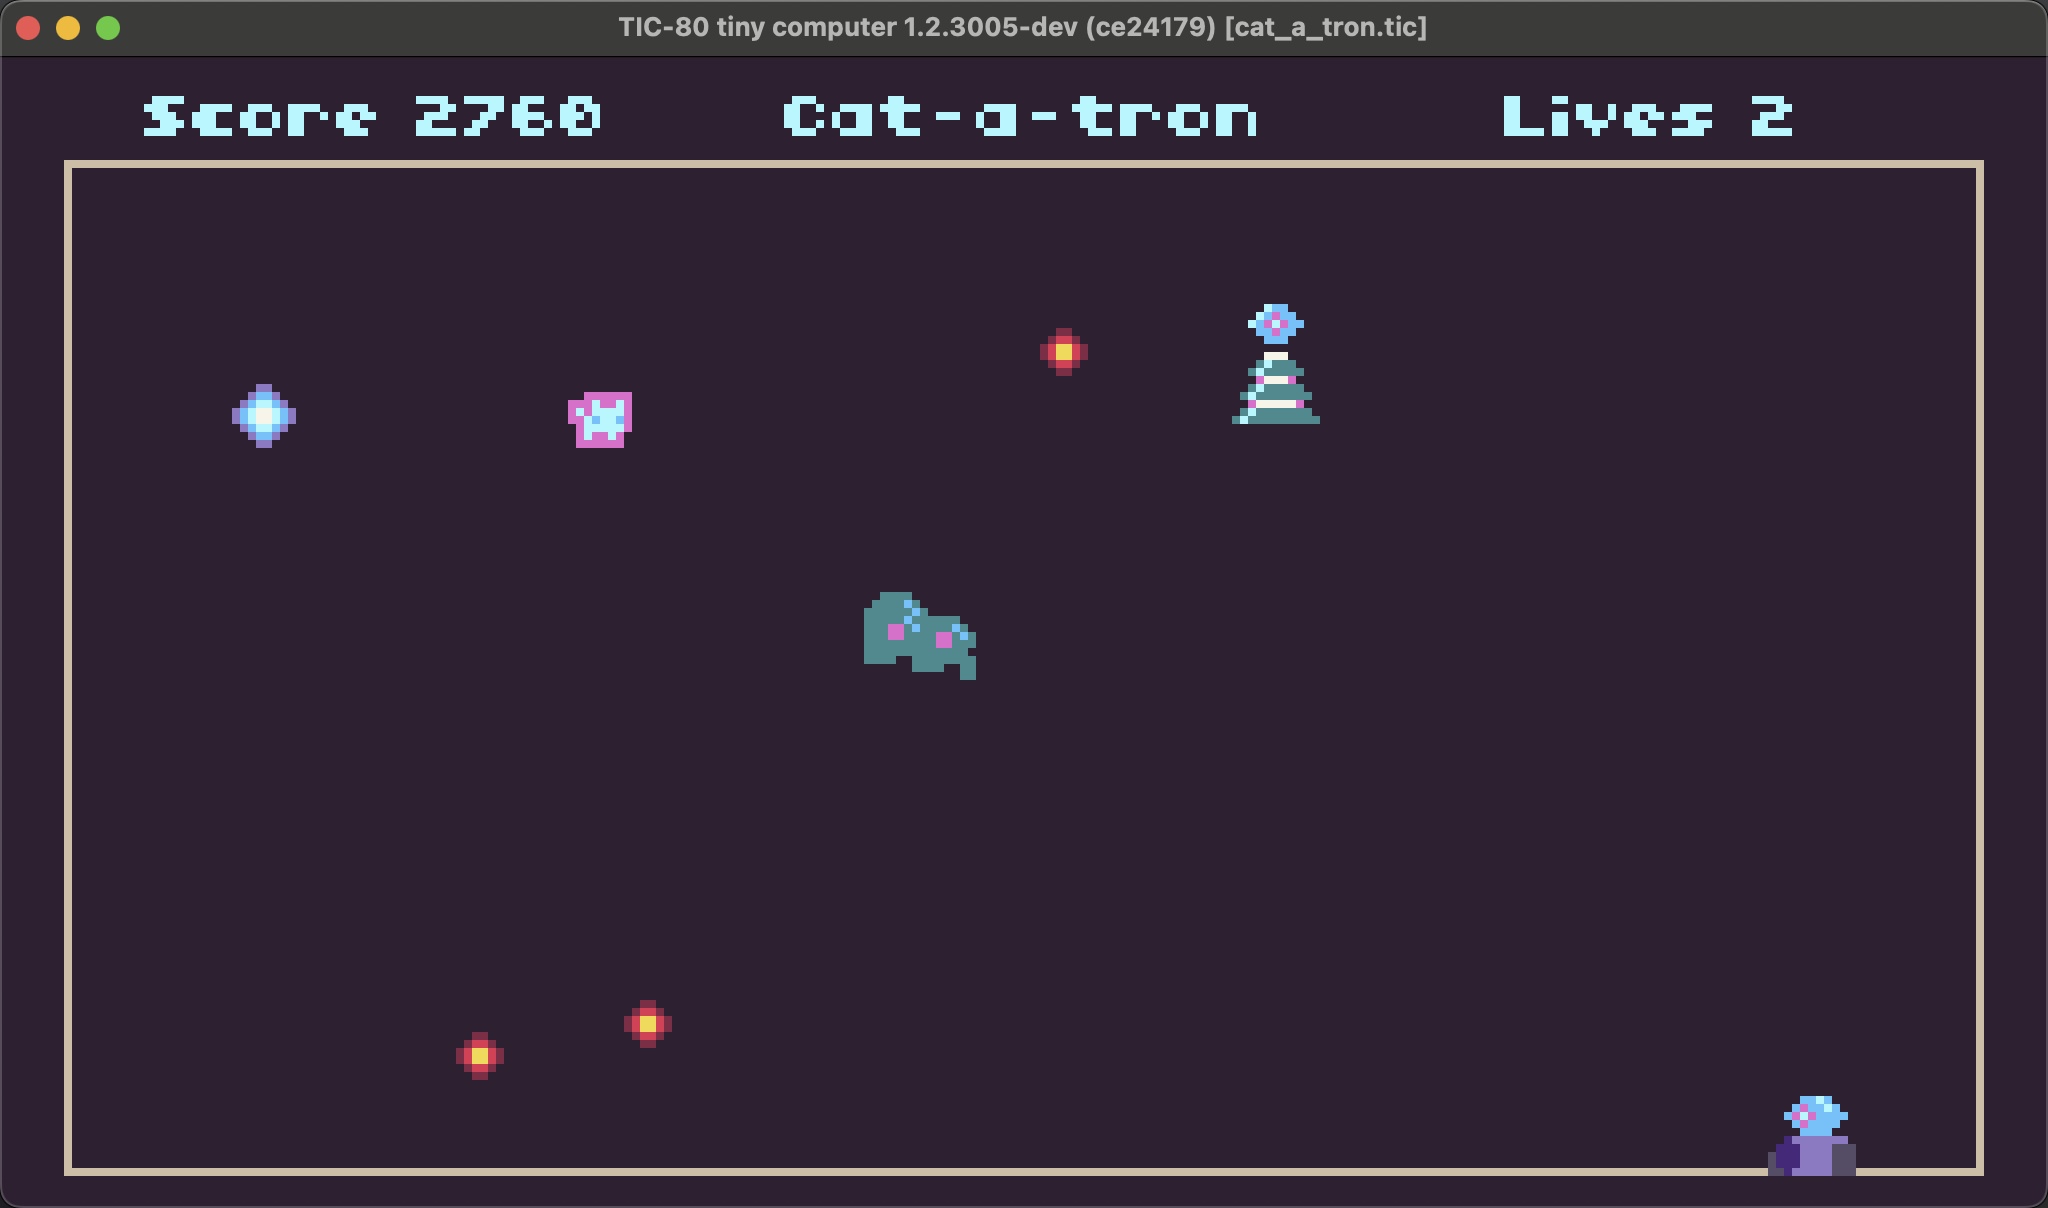 TIC-80 tiny computer 1.2.3005-dev (ce24179) [cat_a_tron.tic]
Score 2760 Cat-a-tron Lives 2